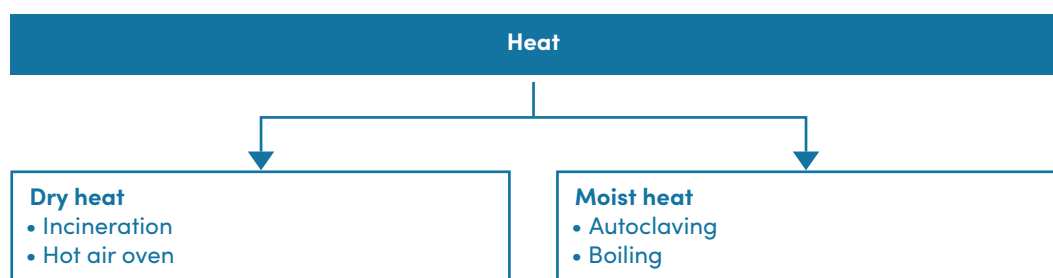 Heat
Dry heat
• Incineration
• Hot air oven
Moist heat
• Autoclaving
• Boiling